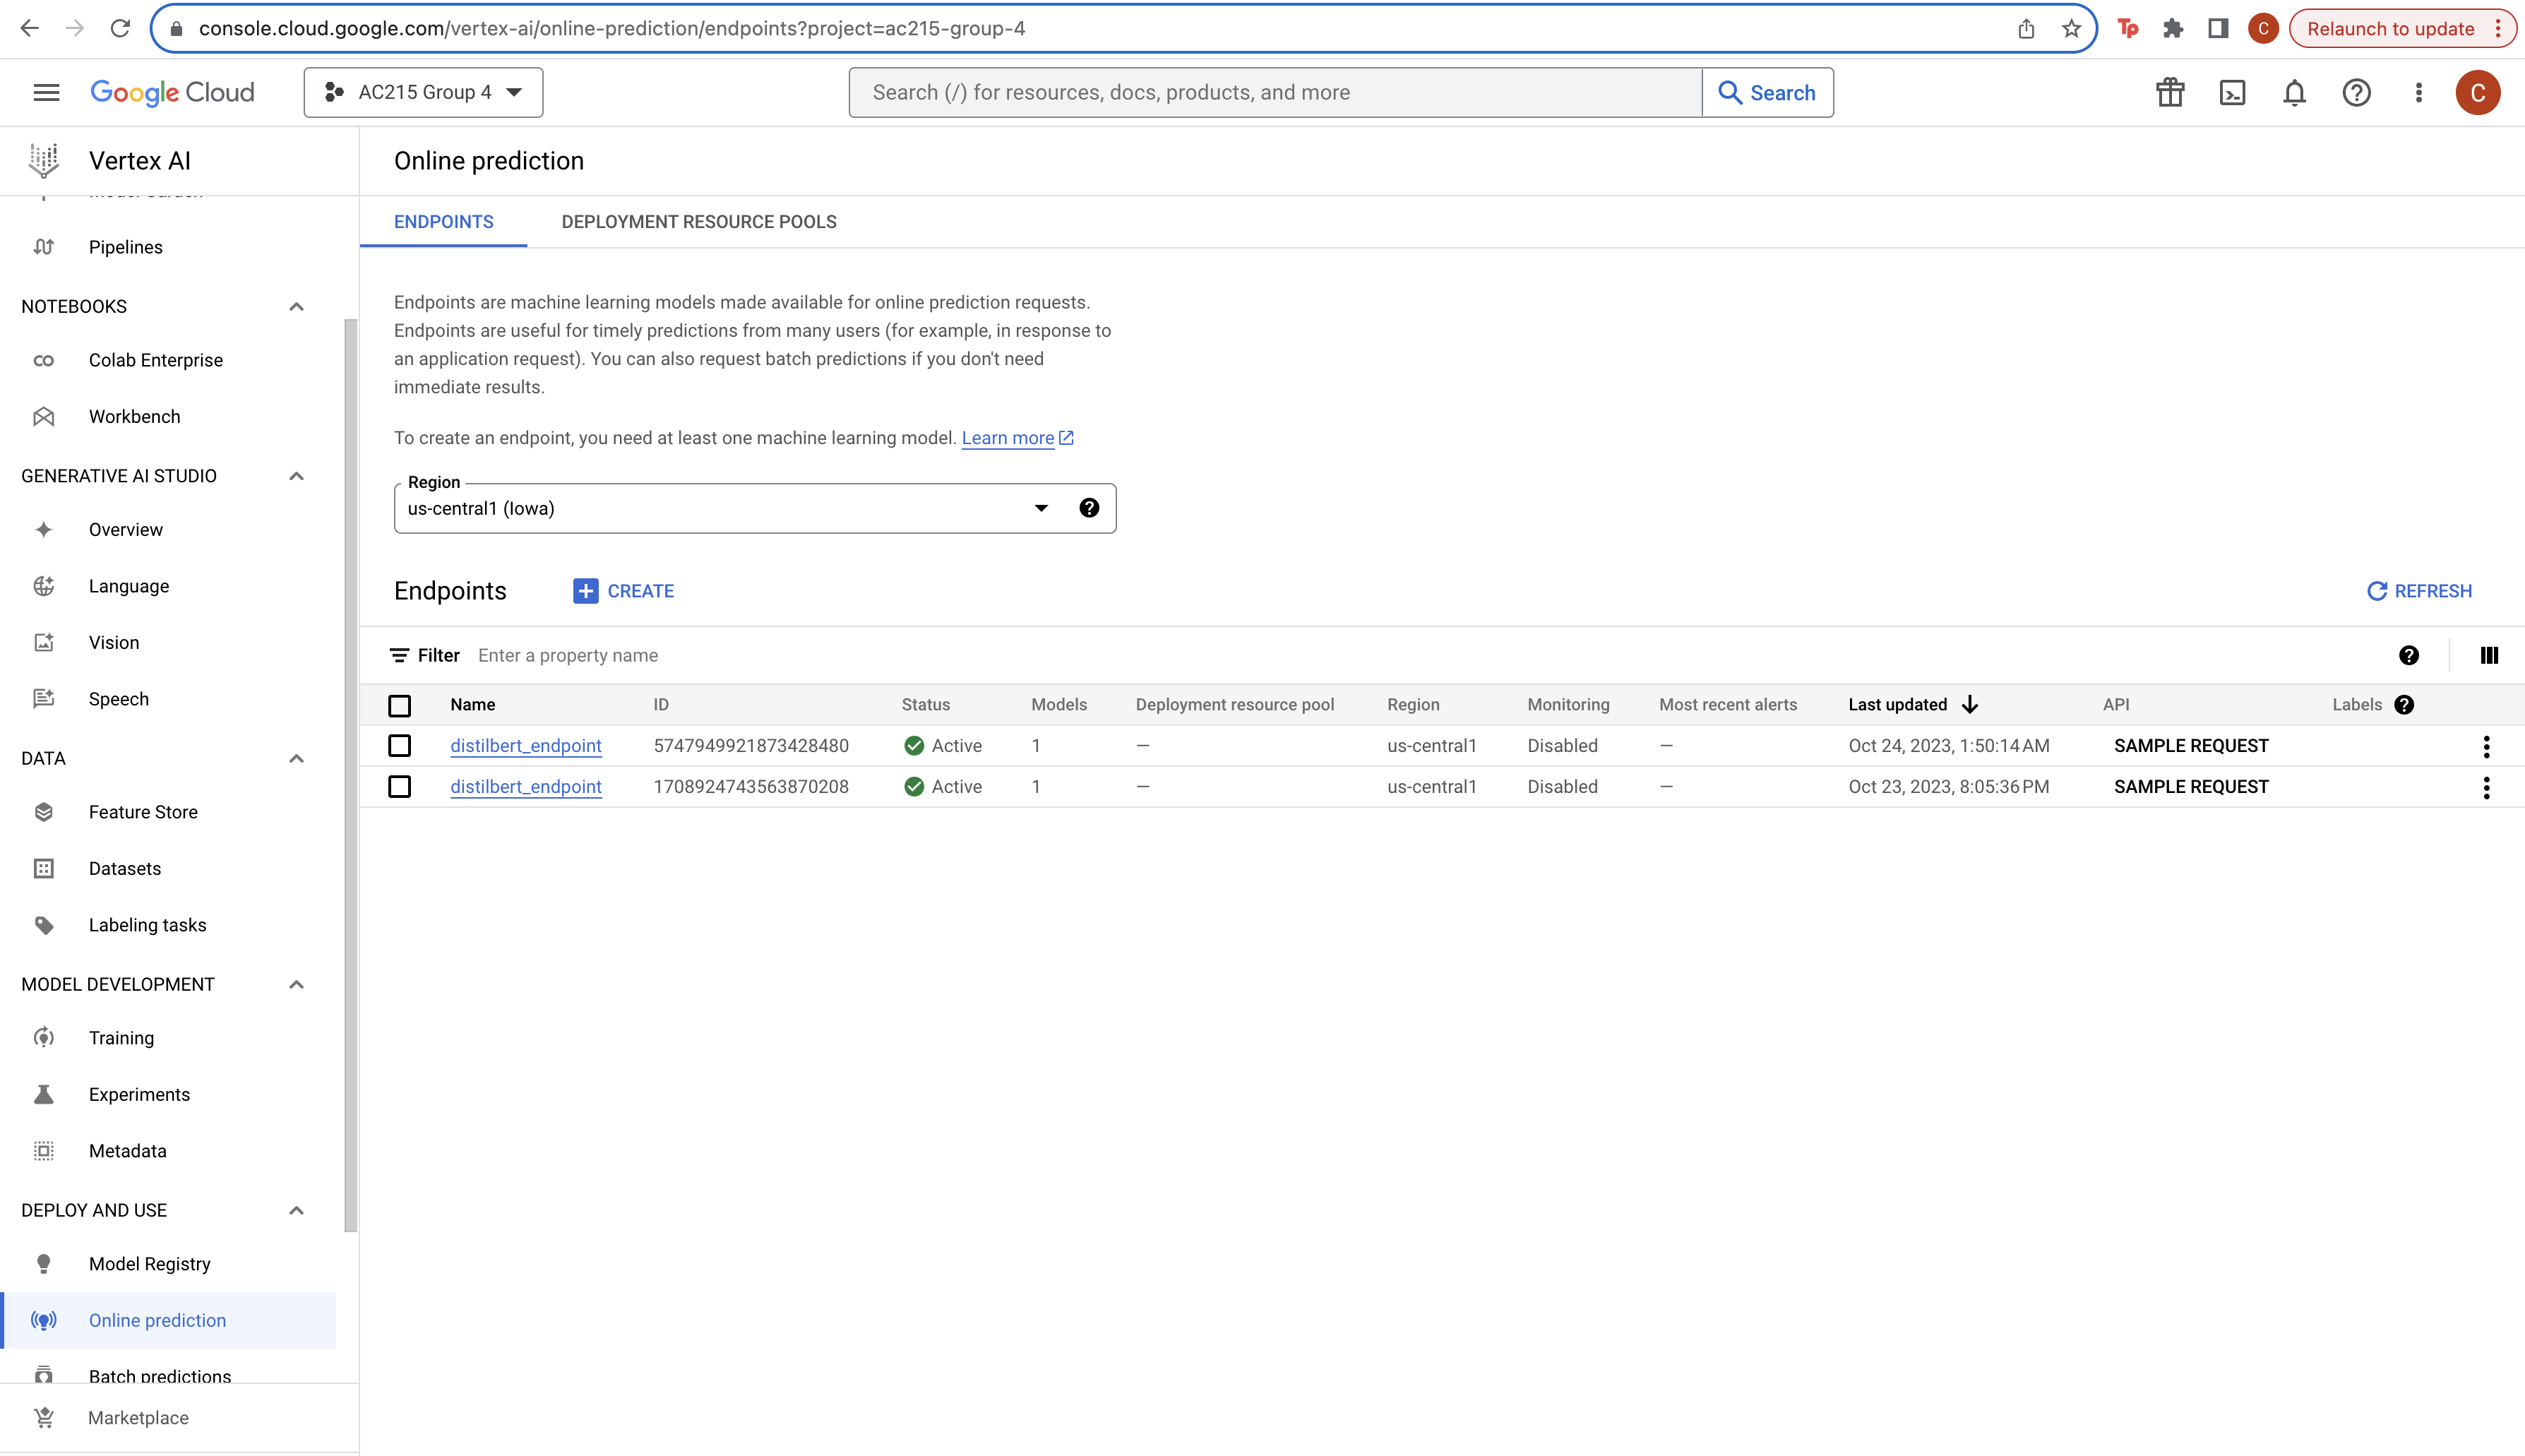 console.cloud.google.com/vertex-ai/online-prediction/endpoints?project=ac215-group-4
C
Relaunch to update
Google Cloud
AC215 Group 4
Search (/) for resources, docs, products, and more
Search
C
Vertex AI
Online prediction
Pipelines
NOTEBOOKS
Colab Enterprise
Workbench
GENERATIVE AI STUDIO
Overview
Language
Vision
Speech
DATA
Feature Store
Datasets
Labeling tasks
MODEL DEVELOPMENT
Training
Experiments
Metadata
DEPLOY AND USE
Model Registry
Online prediction
Batch predictions
Marketplace
ENDPOINTS DEPLOYMENT RESOURCE POOLS
Endpoints are machine learning models made available for online prediction requests.
Endpoints are useful for timely predictions from many users (for example, in response to
an application request). You can also request batch predictions if you don't need
immediate results.
To create an endpoint, you need at least one machine learning model. Learn more
Region
us-central1 (Iowa)
Endpoints CREATE REFRESH
Filter Enter a property name
Name ID Status Models Deployment resource pool Region Monitoring Most recent alerts Last updated API Labels
distilbert_endpoint 5747949921873428480 Active 1 — us-central1 Disabled — Oct 24, 2023, 1:50:14 AM SAMPLE REQUEST
distilbert_endpoint 1708924743563870208 Active 1 — us-central1 Disabled — Oct 23, 2023, 8:05:36 PM SAMPLE REQUEST